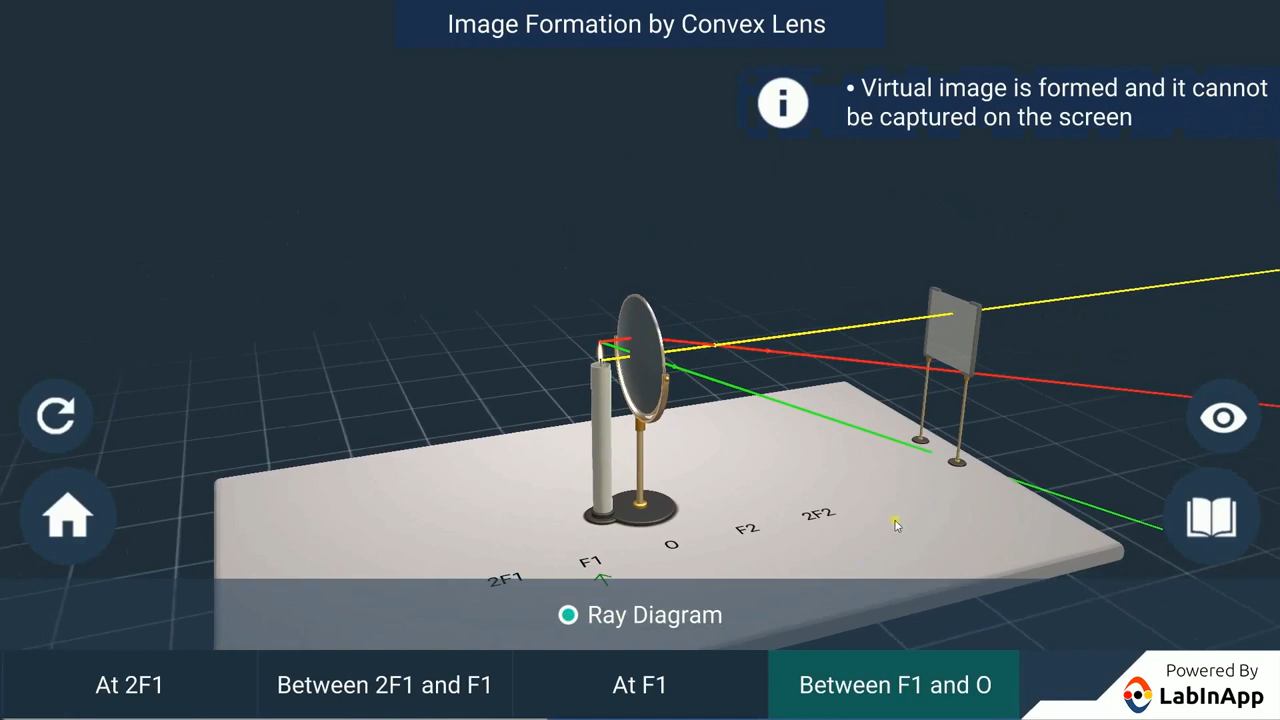 Image Formation by Convex Lens
• Virtual image is formed and it cannot
be captured on the screen
2F1
F1
O
F2
2F2
Ray Diagram
At 2F1
Between 2F1 and F1
At F1
Between F1 and O
Powered By
LabInApp